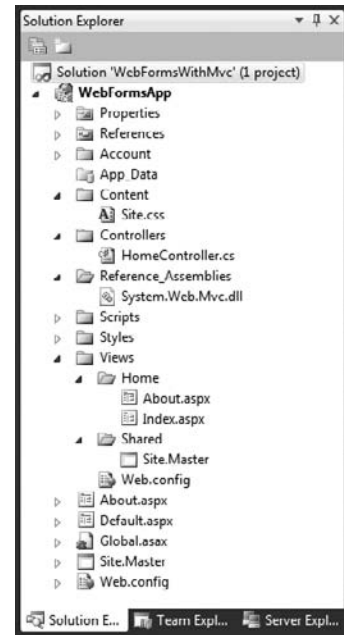 Solution Explorer
Solution 'WebFormsWithMvc' (1 project)
WebFormsApp
Properties
References
Account
App_Data
Content
Site.css
Controllers
HomeController.cs
Reference_Assemblies
System.Web.Mvc.dll
Scripts
Styles
Views
Home
About.aspx
Index.aspx
Shared
Site.Master
Web.config
About.aspx
Default.aspx
Global.asax
Site.Master
Web.config
Solution E... Team Expl... Server Expl...